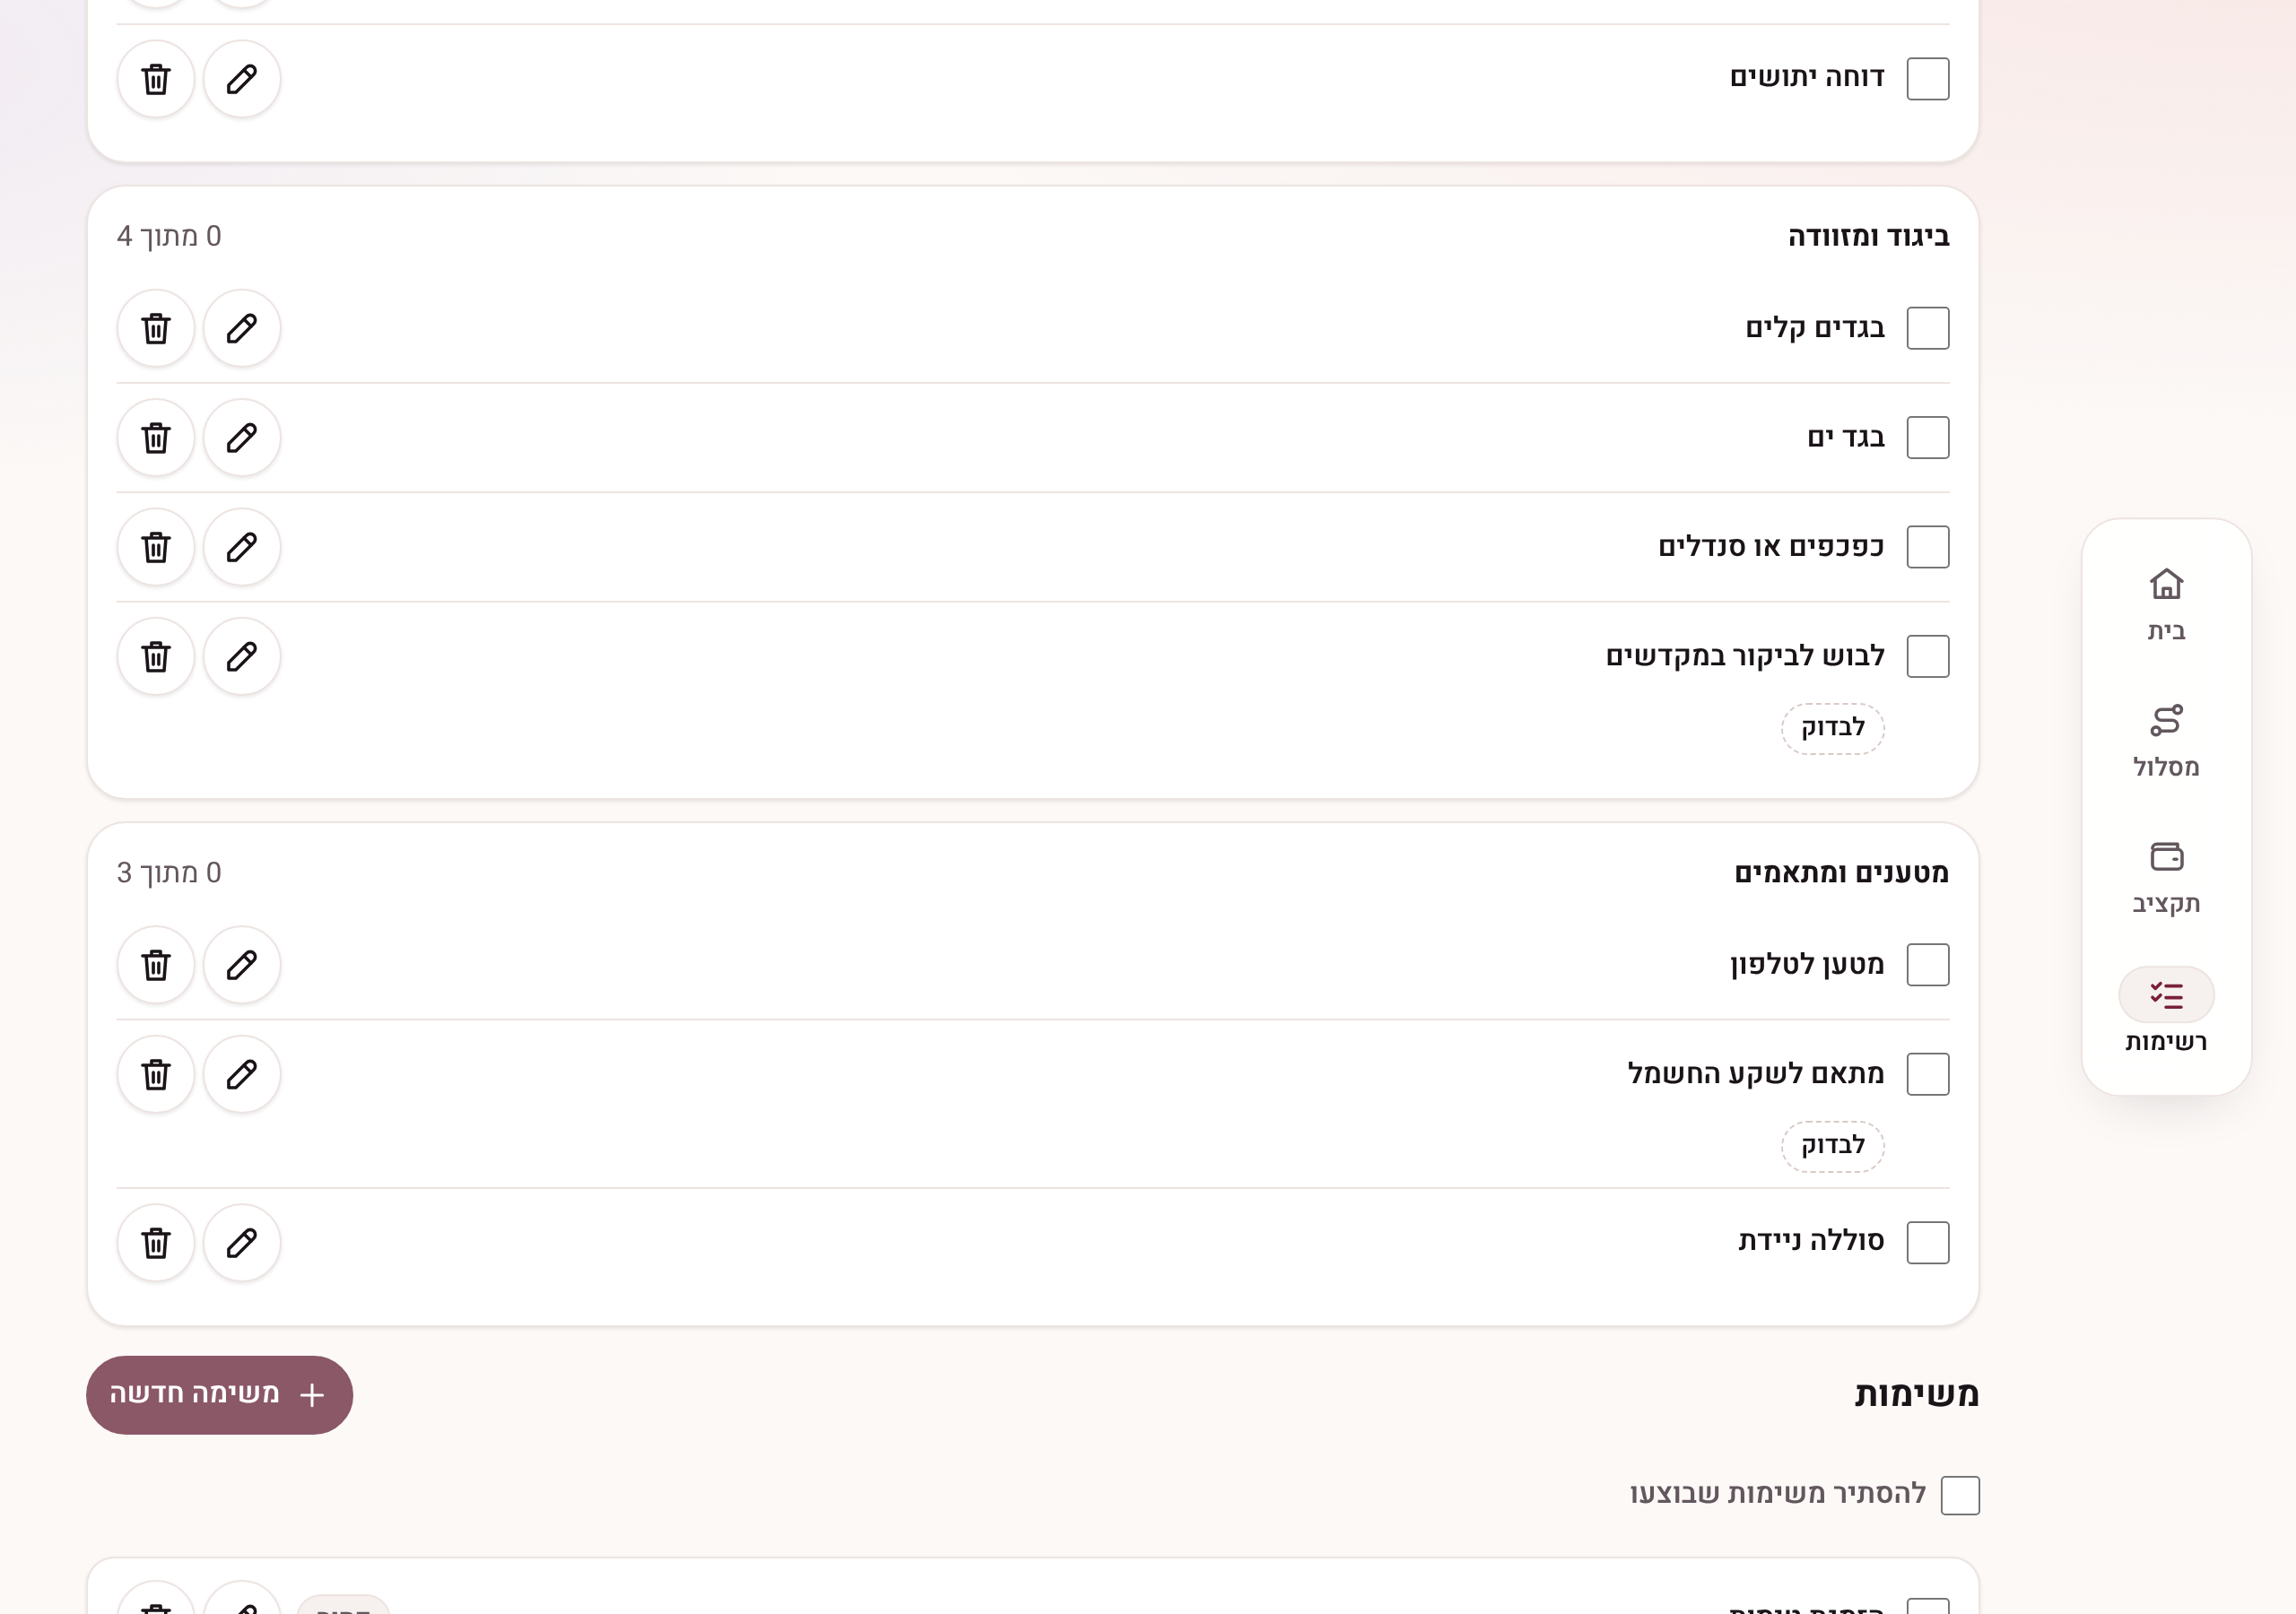 דוחה יתושים
ביגוד ומזוודה
0 מתוך 4
בגדים קלים
בגד ים
כפכפים או סנדלים
לבוש לביקור במקדשים
לבדוק
מטענים ומתאמים
0 מתוך 3
מטען לטלפון
מתאם לשקע החשמל
לבדוק
סוללה ניידת
משימות
משימה חדשה
להסתיר משימות שבוצעו
בית
מסלול
תקציב
רשימות